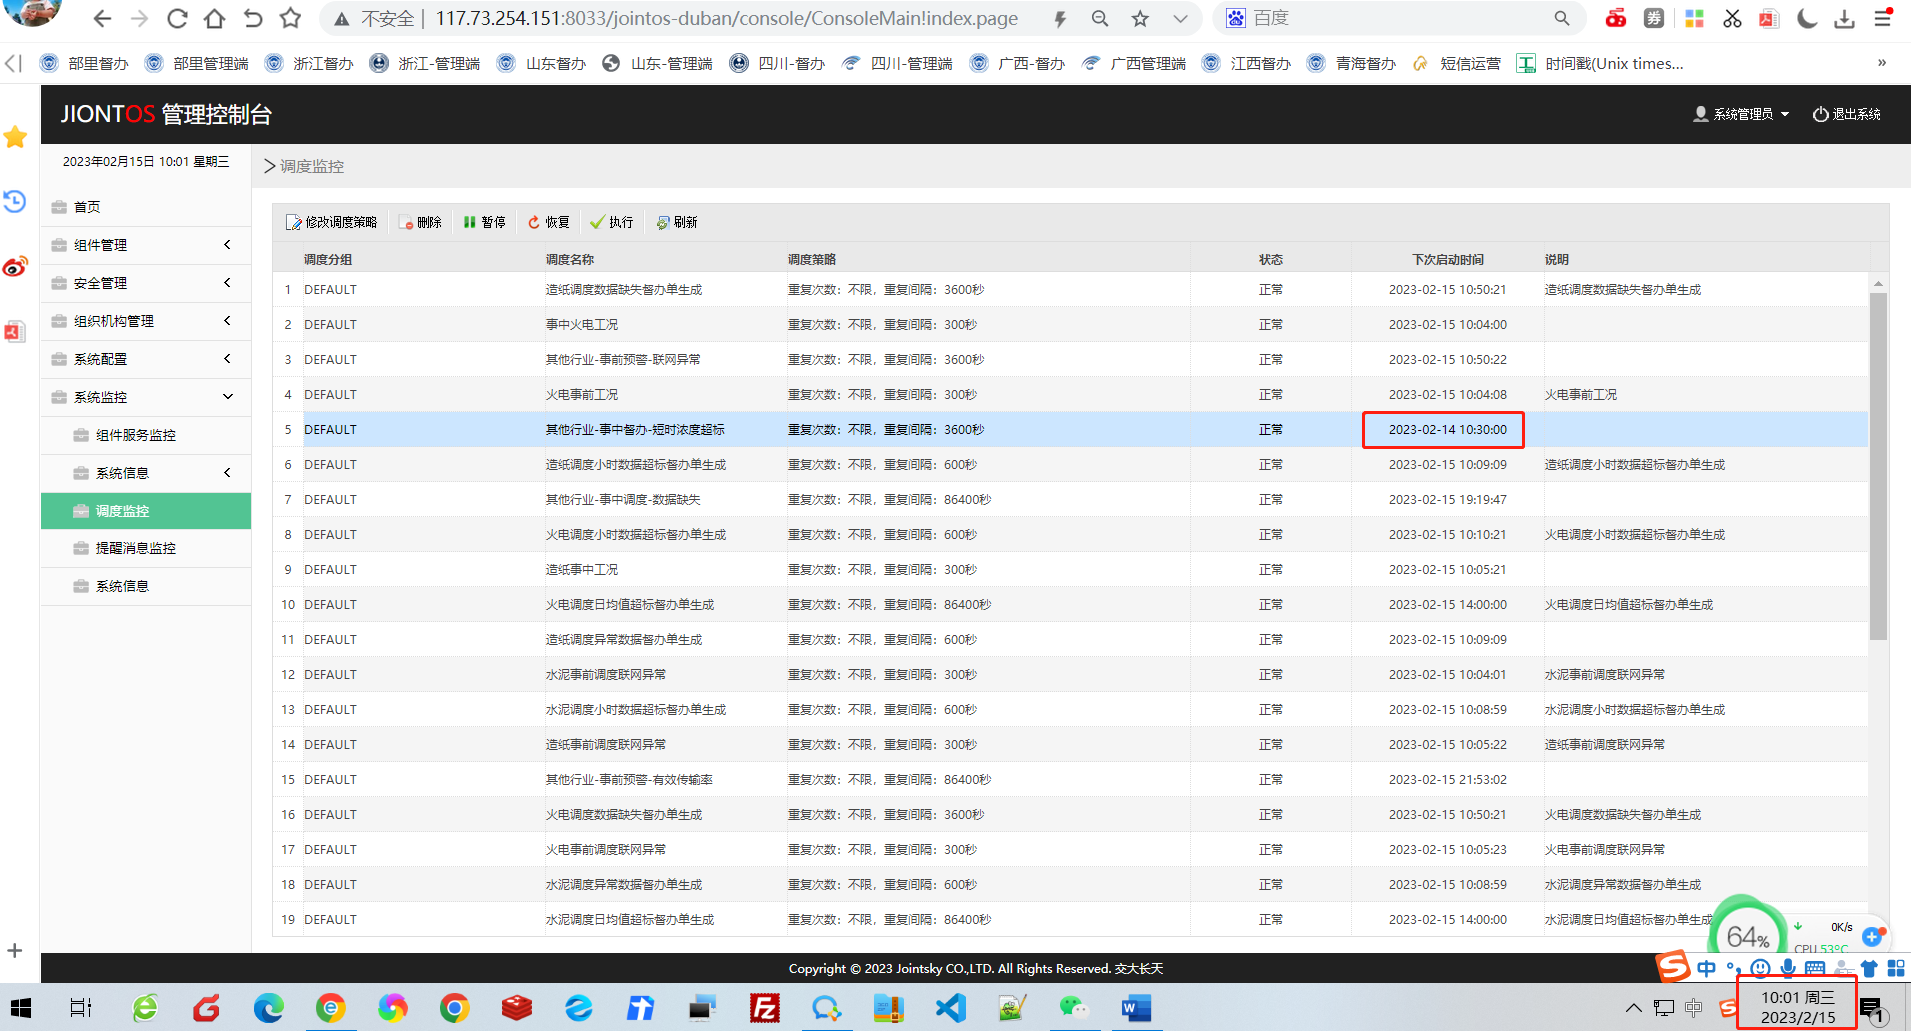 不安全 | 117.73.254.151:8033/jointos-duban/console/ConsoleMain!index.page 百度
部里督办 部里管理端 浙江督办 浙江-管理端 山东督办 山东-管理端 四川-督办 四川-管理端 广西-督办 广西管理端 江西督办 青海督办 短信运营 时间戳(Unix times... »
JIONTOS 管理控制台 系统管理员 退出系统
2023年02月15日 10:01 星期三
调度监控
首页
组件管理
安全管理
组织机构管理
系统配置
系统监控
组件服务监控
系统信息
调度监控
提醒消息监控
系统信息
修改调度策略 删除 暂停 恢复 执行 刷新
调度分组 调度名称 调度策略 状态 下次启动时间 说明
1 DEFAULT 造纸调度数据缺失督办单生成 重复次数：不限，重复间隔：3600秒 正常 2023-02-15 10:50:21 造纸调度数据缺失督办单生成
2 DEFAULT 事中火电工况 重复次数：不限，重复间隔：300秒 正常 2023-02-15 10:04:00
3 DEFAULT 其他行业-事前预警-联网异常 重复次数：不限，重复间隔：3600秒 正常 2023-02-15 10:50:22
4 DEFAULT 火电事前工况 重复次数：不限，重复间隔：300秒 正常 2023-02-15 10:04:08 火电事前工况
5 DEFAULT 其他行业-事中督办-短时浓度超标 重复次数：不限，重复间隔：3600秒 正常 2023-02-14 10:30:00
6 DEFAULT 造纸调度小时数据超标督办单生成 重复次数：不限，重复间隔：600秒 正常 2023-02-15 10:09:09 造纸调度小时数据超标督办单生成
7 DEFAULT 其他行业-事中调度-数据缺失 重复次数：不限，重复间隔：86400秒 正常 2023-02-15 19:19:47
8 DEFAULT 火电调度小时数据超标督办单生成 重复次数：不限，重复间隔：600秒 正常 2023-02-15 10:10:21 火电调度小时数据超标督办单生成
9 DEFAULT 造纸事中工况 重复次数：不限，重复间隔：300秒 正常 2023-02-15 10:05:21
10 DEFAULT 火电调度日均值超标督办单生成 重复次数：不限，重复间隔：86400秒 正常 2023-02-15 14:00:00 火电调度日均值超标督办单生成
11 DEFAULT 造纸调度异常数据督办单生成 重复次数：不限，重复间隔：600秒 正常 2023-02-15 10:09:09
12 DEFAULT 水泥事前调度联网异常 重复次数：不限，重复间隔：300秒 正常 2023-02-15 10:04:01 水泥事前调度联网异常
13 DEFAULT 水泥调度小时数据超标督办单生成 重复次数：不限，重复间隔：600秒 正常 2023-02-15 10:08:59 水泥调度小时数据超标督办单生成
14 DEFAULT 造纸事前调度联网异常 重复次数：不限，重复间隔：300秒 正常 2023-02-15 10:05:22 造纸事前调度联网异常
15 DEFAULT 其他行业-事前预警-有效传输率 重复次数：不限，重复间隔：86400秒 正常 2023-02-15 21:53:02
16 DEFAULT 火电调度数据缺失督办单生成 重复次数：不限，重复间隔：3600秒 正常 2023-02-15 10:50:21 火电调度数据缺失督办单生成
17 DEFAULT 火电事前调度联网异常 重复次数：不限，重复间隔：300秒 正常 2023-02-15 10:05:23 火电事前调度联网异常
18 DEFAULT 水泥调度异常数据督办单生成 重复次数：不限，重复间隔：600秒 正常 2023-02-15 10:08:59 水泥调度异常数据督办单生成
19 DEFAULT 水泥调度日均值超标督办单生成 重复次数：不限，重复间隔：86400秒 正常 2023-02-15 14:00:00 水泥调度日均值超标督办单生成
64% 0K/s
CPU 53°C
Copyright © 2023 Jointsky CO.,LTD. All Rights Reserved. 交大长天
中
中 10:01 周三
2023/2/15
1